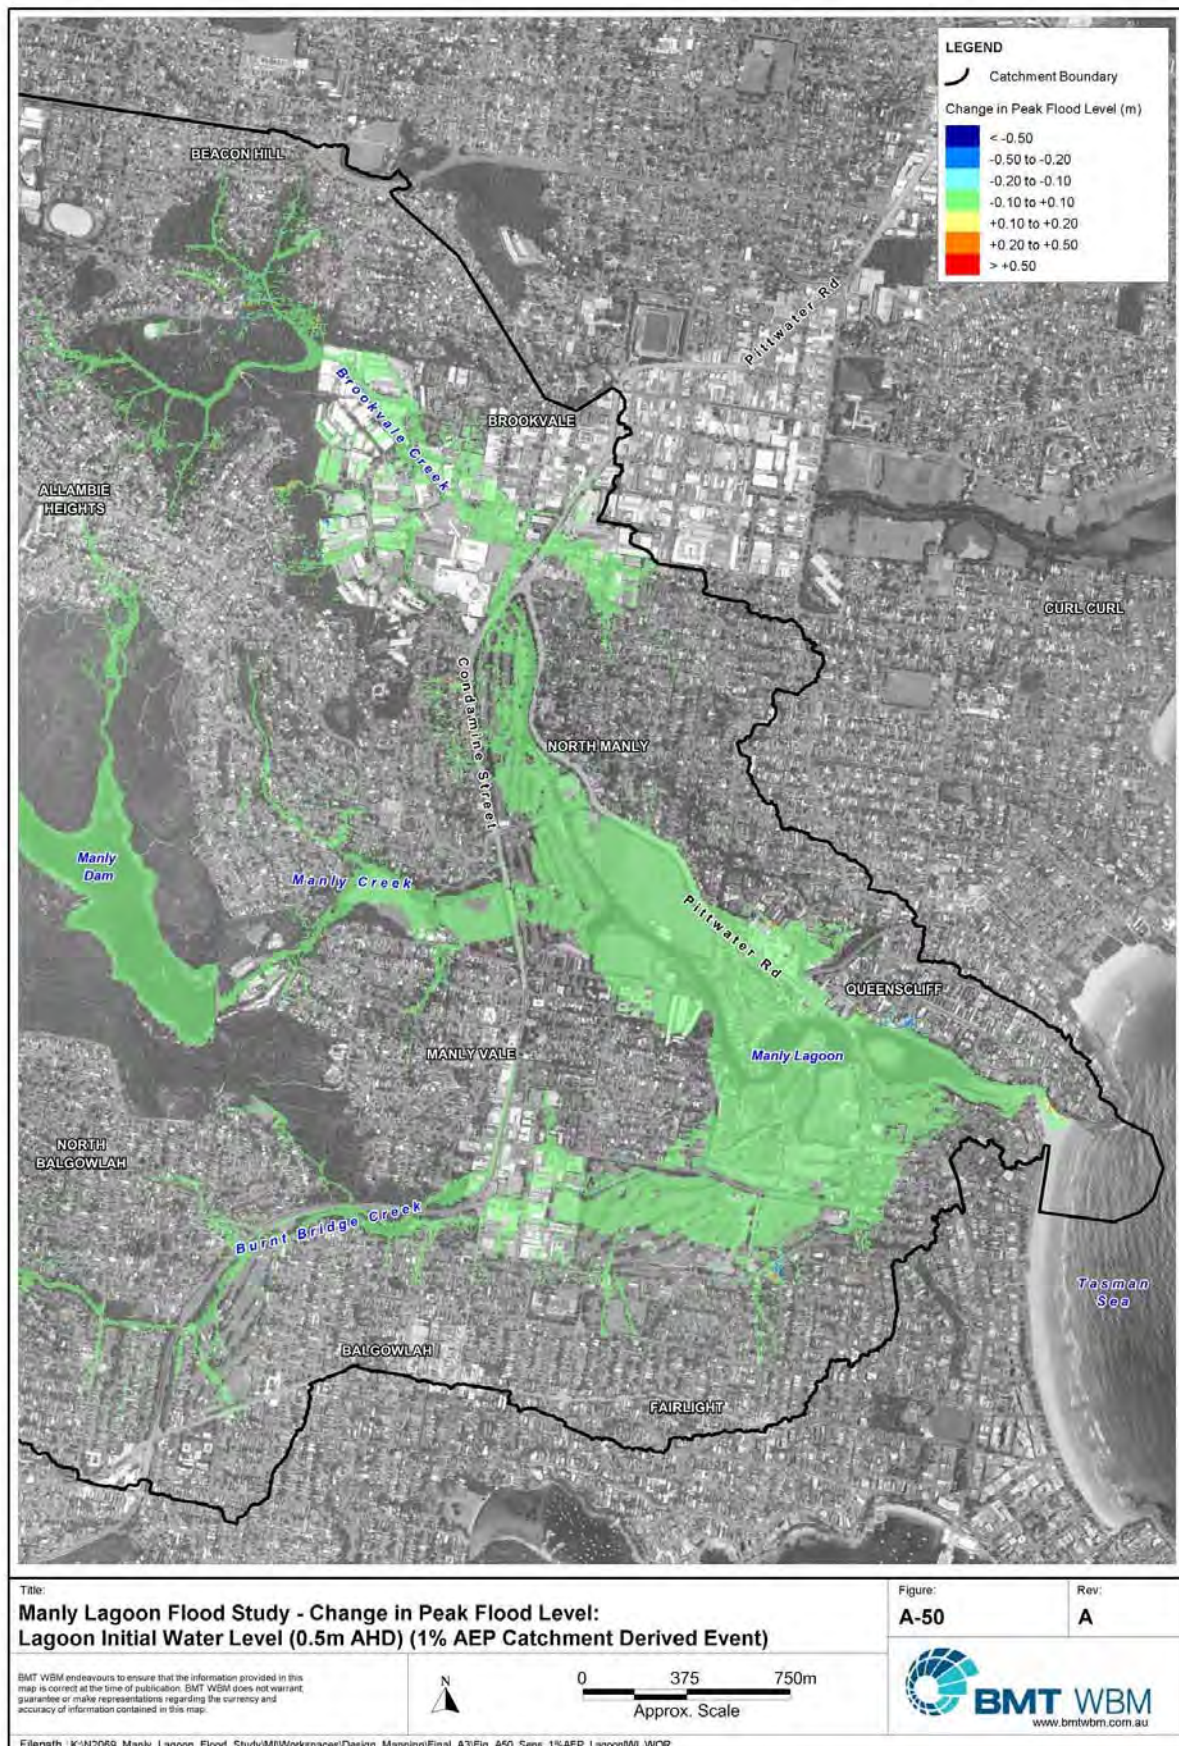 LEGEND
Catchment Boundary
Change in Peak Flood Level (m)
< -0.50
-0.50 to -0.20
-0.20 to -0.10
-0.10 to +0.10
+0.10 to +0.20
+0.20 to +0.50
> +0.50
BEACON HILL
Pittwater Rd
Brookvale Creek
BROOKVALE
ALLAMBIE
HEIGHTS
CURL CURL
Condamine Street
NORTH MANLY
Manly
Dam
Manly Creek
Pittwater Rd
QUEENSCLIFF
MANLY VALE
Manly Lagoon
NORTH
BALGOWLAH
Burnt Bridge Creek
Tasman
Sea
BALGOWLAH
FAIRLIGHT
Title:
Manly Lagoon Flood Study - Change in Peak Flood Level:
Lagoon Initial Water Level (0.5m AHD) (1% AEP Catchment Derived Event)
Figure:
A-50
Rev:
A
BMT WBM endeavours to ensure that the information provided in this
map is correct at the time of publication. BMT WBM does not warrant,
guarantee or make representations regarding the currency and
accuracy of information contained in this map.
N
0 375 750m
Approx. Scale
BMT WBM
www.bmtwbm.com.au